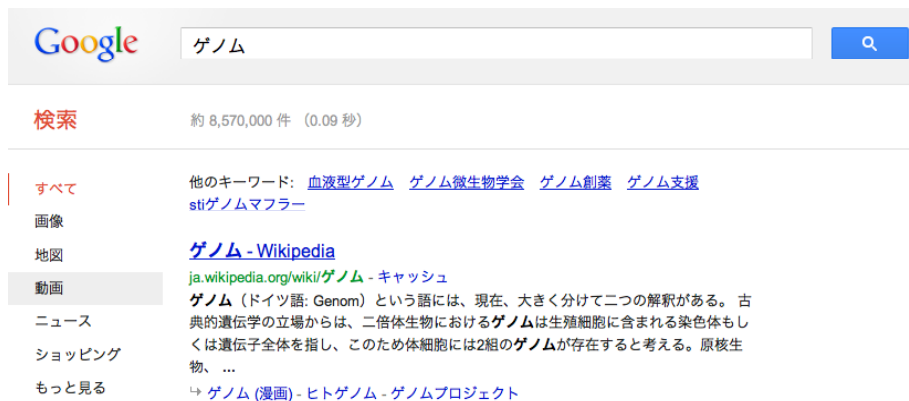 Google
ゲノム
検索
約 8,570,000 件 （0.09 秒）
すべて
画像
地図
動画
ニュース
ショッピング
もっと見る
他のキーワード: 血液型ゲノム ゲノム微生物学会 ゲノム創薬 ゲノム支援
stiゲノムマフラー
ゲノム - Wikipedia
ja.wikipedia.org/wiki/ゲノム - キャッシュ
ゲノム（ドイツ語: Genom）という語には、現在、大きく分けて二つの解釈がある。 古
典的遺伝学の立場からは、二倍体生物におけるゲノムは生殖細胞に含まれる染色体もし
くは遺伝子全体を指し、このため体細胞には2組のゲノムが存在すると考える。原核生
物、 ...
ゲノム (漫画) - ヒトゲノム - ゲノムプロジェクト